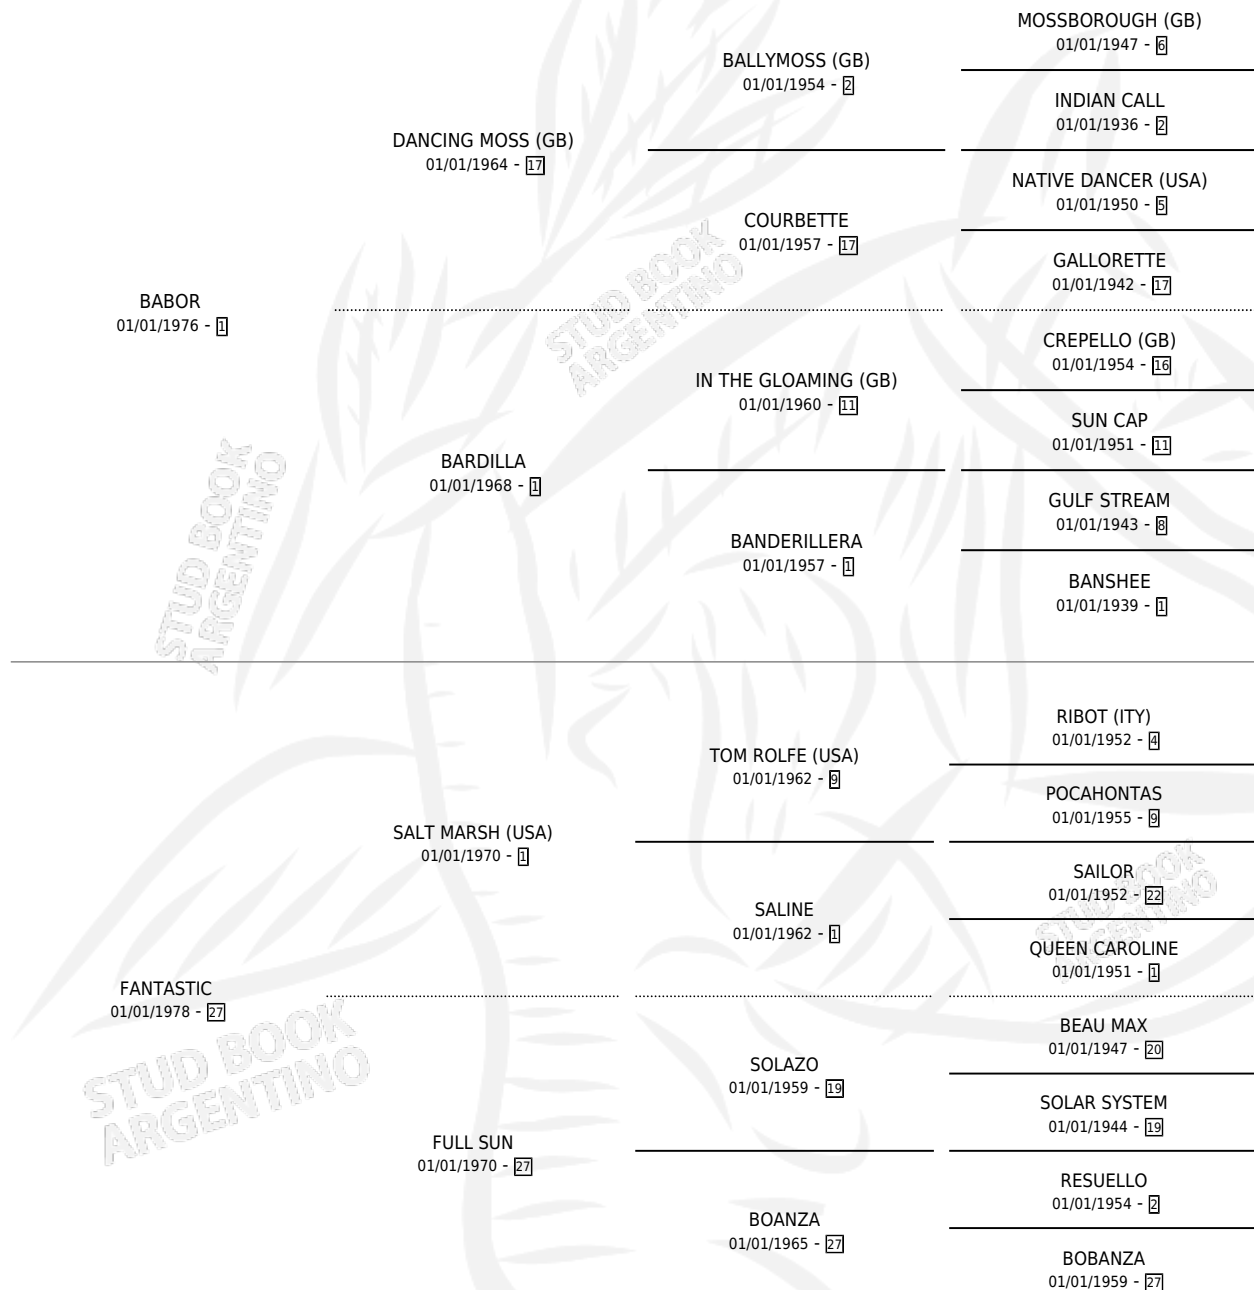 MOSSBOROUGH (GB)
01/01/1947 - 6
BALLYMOSS (GB)
01/01/1954 - 2
INDIAN CALL
01/01/1936 - 2
DANCING MOSS (GB)
01/01/1964 - 17
NATIVE DANCER (USA)
01/01/1950 - 5
COURBETTE
01/01/1957 - 17
GALLORETTE
01/01/1942 - 17
BABOR
01/01/1976 - 1
CREPELLO (GB)
01/01/1954 - 16
IN THE GLOAMING (GB)
01/01/1960 - 11
SUN CAP
01/01/1951 - 11
BARDILLA
01/01/1968 - 1
GULF STREAM
01/01/1943 - 8
BANDERILLERA
01/01/1957 - 1
BANSHEE
01/01/1939 - 1
RIBOT (ITY)
01/01/1952 - 4
TOM ROLFE (USA)
01/01/1962 - 9
POCAHONTAS
01/01/1955 - 9
SALT MARSH (USA)
01/01/1970 - 1
SAILOR
01/01/1952 - 22
SALINE
01/01/1962 - 1
QUEEN CAROLINE
01/01/1951 - 1
FANTASTIC
01/01/1978 - 27
BEAU MAX
01/01/1947 - 20
SOLAZO
01/01/1959 - 19
SOLAR SYSTEM
01/01/1944 - 19
FULL SUN
01/01/1970 - 27
RESUELLO
01/01/1954 - 2
BOANZA
01/01/1965 - 27
BOBANZA
01/01/1959 - 27
STUD BOOK
ARGENTINO
STUD BOOK
ARGENTINO
STUD BOOK
ARGENTINO
STUD BOOK
ARGENTINO